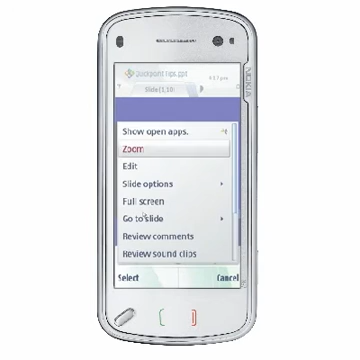 Quickpoint tips.ppt
Slide (1/10)
NOKIA
Show open apps.
Zoom
Edit
Slide options
Full screen
Go to slide
Review comments
Review sound clips
Select Cancel